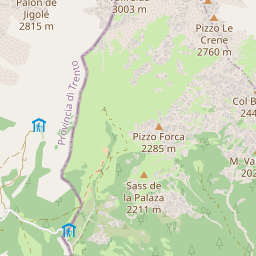 Palon de
Jigolé
2815 m
3003 m
Pizzo Le
Crene
2760 m
Provincia di Trento
Col B
244
Pizzo Forca
2285 m
M. Va
202
Sass de
la Palaza
2211 m